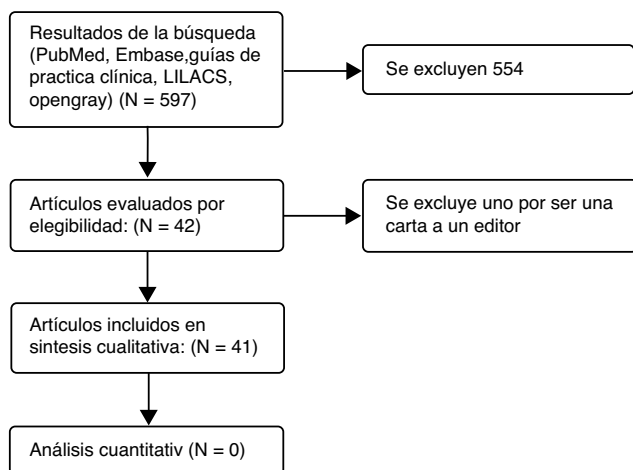 Resultados de la búsqueda
(PubMed, Embase,guías de
practica clínica, LILACS,
opengray) (N = 597)
Se excluyen 554
Artículos evaluados por
elegibilidad: (N = 42)
Se excluye uno por ser una
carta a un editor
Artículos incluidos en
sintesis cualitativa: (N = 41)
Análisis cuantitativ (N = 0)